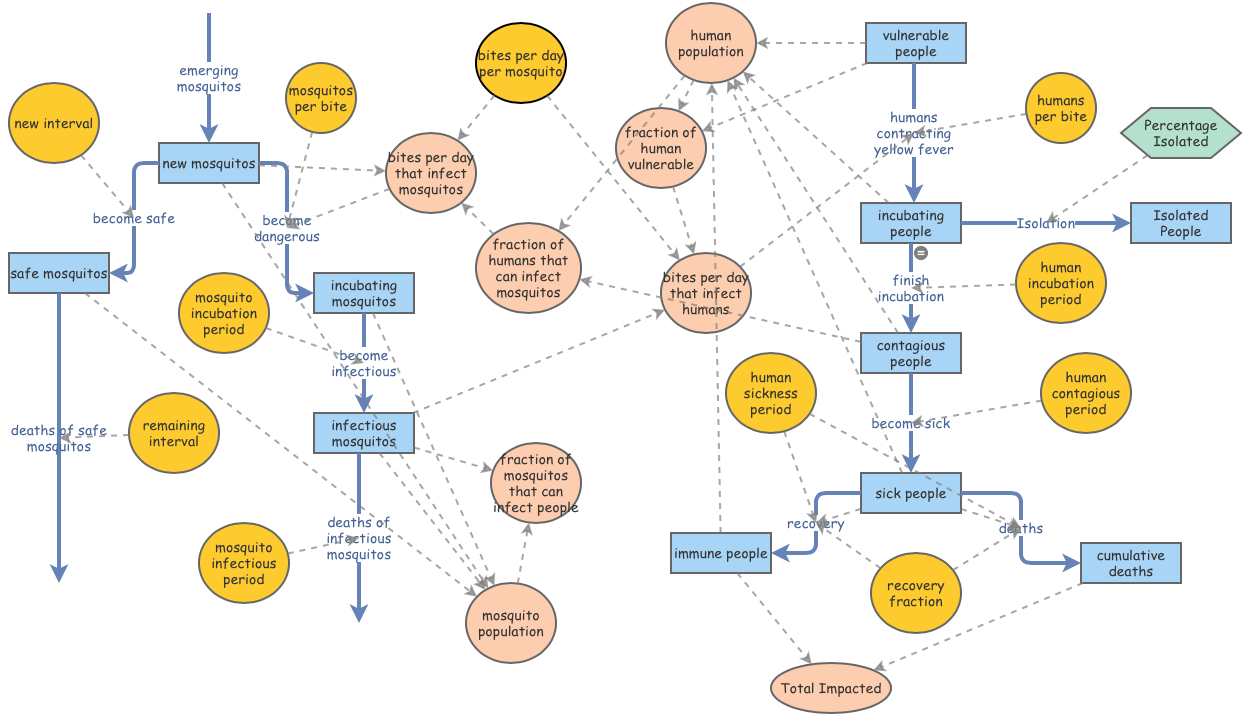 human
population
vulnerable
people
bites per day
per mosquito
emerging
mosquitos
mosquitos
per bite
new interval
humans
per bite
humans
contracting
yellow fever
Percentage
Isolated
fraction of
human
vulnerable
new mosquitos
bites per day
that infect
mosquitos
become safe
become
dangerous
incubating
people
Isolation
Isolated
People
=
fraction of
humans that
can infect
mosquitos
safe mosquitos
incubating
mosquitos
bites per day
that infect
humans
finish
incubation
human
incubation
period
mosquito
incubation
period
become
infectious
contagious
people
human
sickness
period
human
contagious
period
deaths of safe
mosquitos
remaining
interval
infectious
mosquitos
become sick
fraction of
mosquitos
that can
infect people
sick people
deaths of
infectious
mosquitos
recovery
deaths
mosquito
infectious
period
immune people
cumulative
deaths
recovery
fraction
mosquito
population
Total Impacted